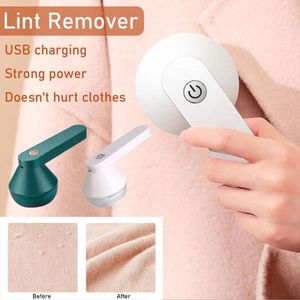 Lint Remover
USB charging
Strong power
Doesn't hurt clothes
Before
After